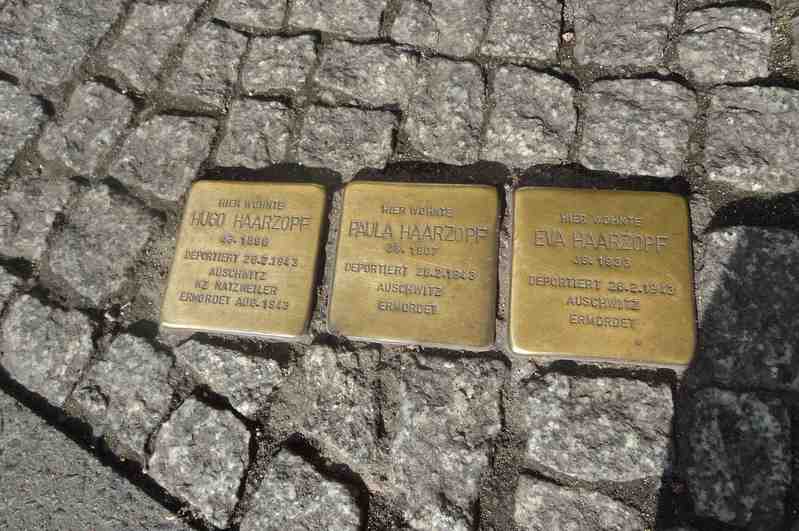 HIER WOHNTE
HUGO HAARZOPF
JG.
DEPORTIERT 26.2.1943
AUSCHWITZ
KZ NATZWEILER
ERMORDET AUG. 1943
HIER WOHNTE
PAULA HAARZOPF
JG. 1907
DEPORTIERT 26.2.1943
AUSCHWITZ
ERMORDET
HIER WOHNTE
EVA HAARZOPF
JG.
DEPORTIERT 26.2.1943
AUSCHWITZ
ERMORDET